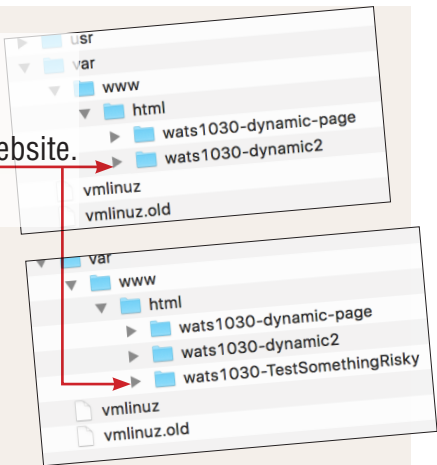 usr
var
www
html
wats1030-dynamic-page
wats1030-dynamic2
vmlinuz
vmlinuz.old
ebsite.
var
www
html
wats1030-dynamic-page
wats1030-dynamic2
wats1030-TestSomethingRisky
vmlinuz
vmlinuz.old